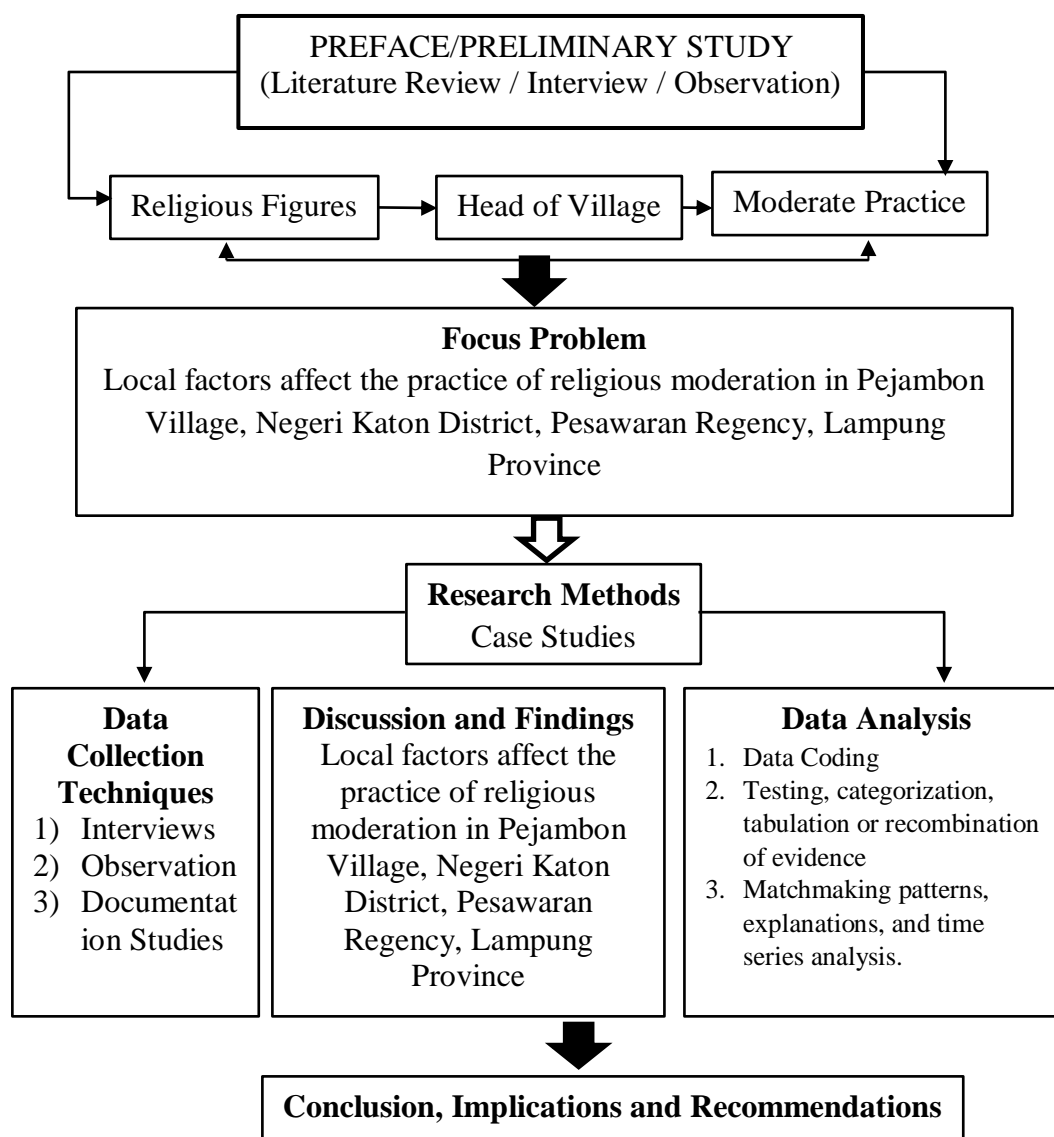 PREFACE/PRELIMINARY STUDY
(Literature Review / Interview / Observation)
Religious Figures
Head of Village
Moderate Practice
Focus Problem
Local factors affect the practice of religious moderation in Pejambon
Village, Negeri Katon District, Pesawaran Regency, Lampung
Province
Research Methods
Case Studies
Data
Collection
Techniques
1) Interviews
2) Observation
3) Documentat
ion Studies
Discussion and Findings
Local factors affect the
practice of religious
moderation in Pejambon
Village, Negeri Katon
District, Pesawaran
Regency, Lampung
Province
Data Analysis
1. Data Coding
2. Testing, categorization,
tabulation or recombination
of evidence
3. Matchmaking patterns,
explanations, and time
series analysis.
Conclusion, Implications and Recommendations